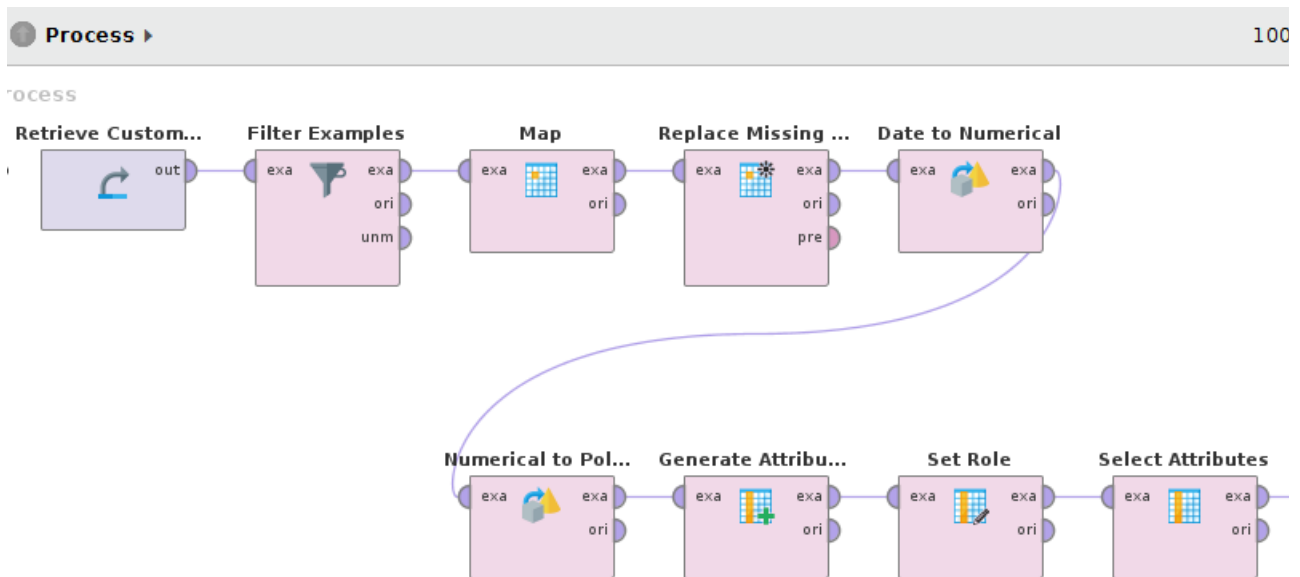 Process
100
rocess
Retrieve Custom... Filter Examples Map Replace Missing ... Date to Numerical
out exa exa exa exa exa exa exa exa
ori ori ori ori
unm pre
Numerical to Pol... Generate Attribu... Set Role Select Attributes
exa exa exa exa exa exa exa exa
ori ori ori ori